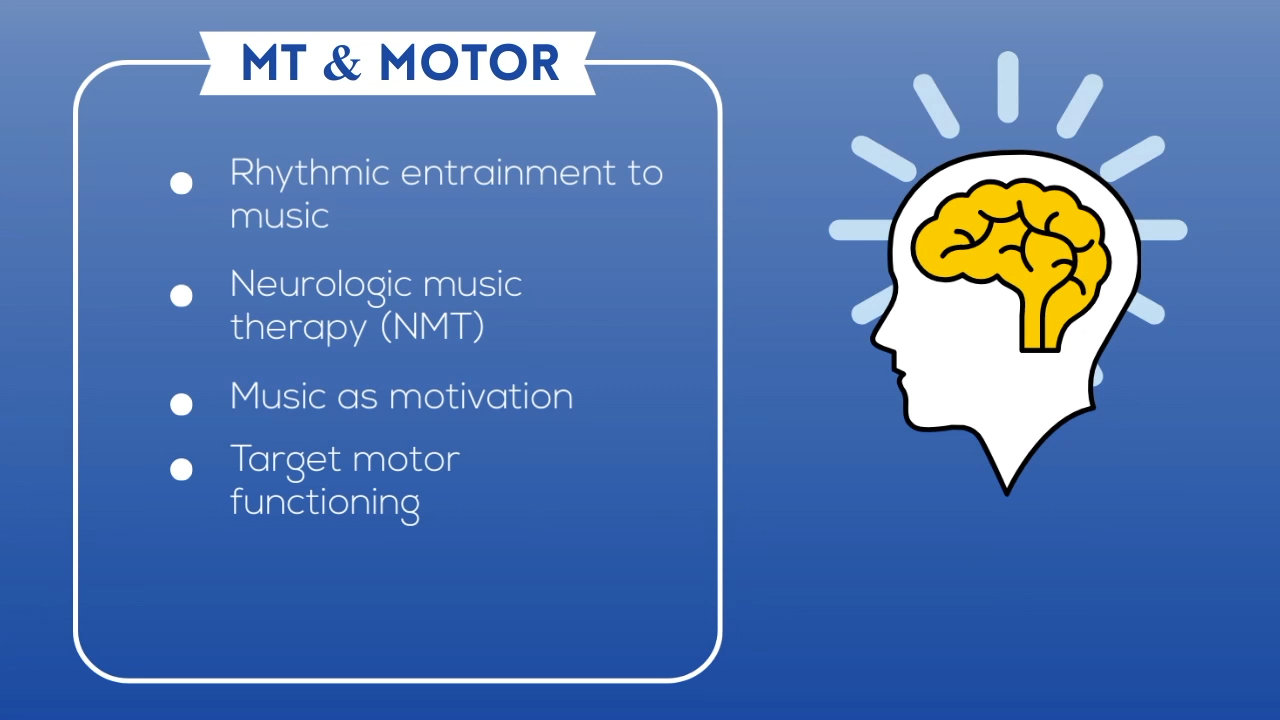 MT & MOTOR
Rhythmic entrainment to
music
Neurologic music
therapy (NMT)
Music as motivation
Target motor
functioning